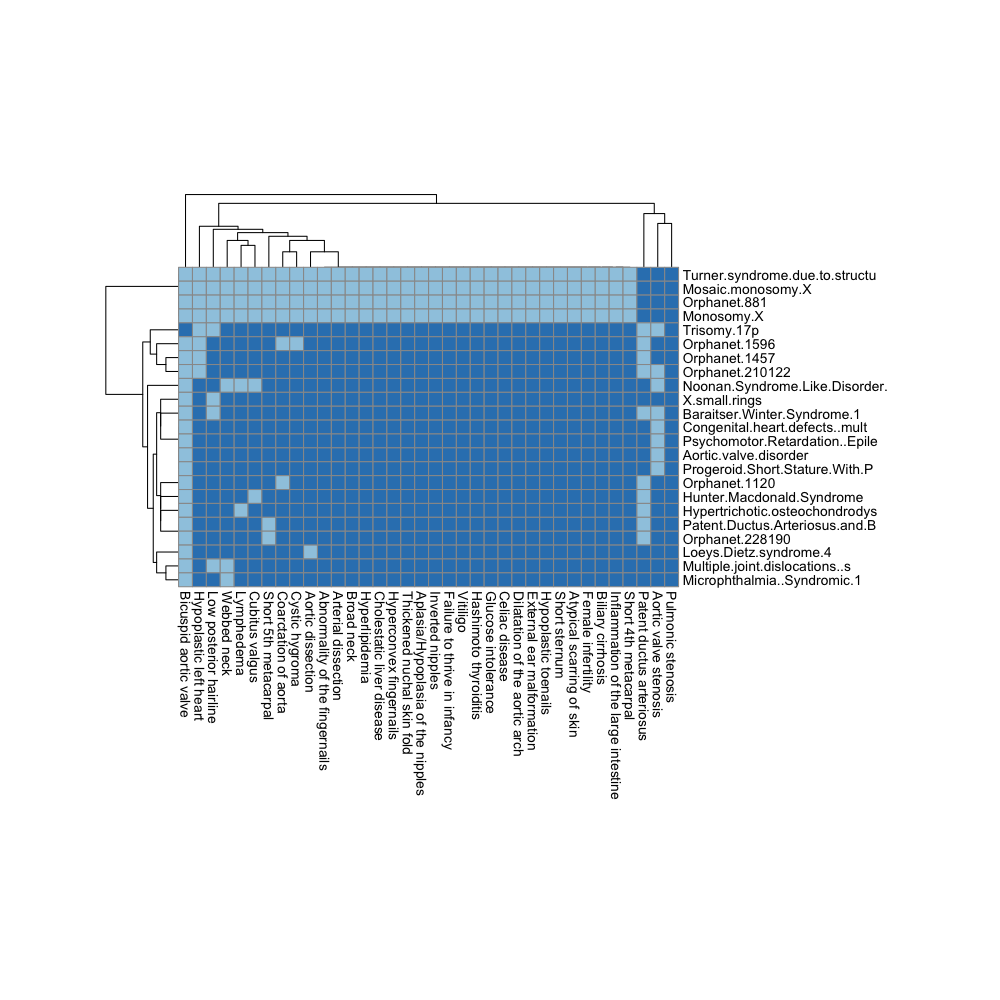 Turner.syndrome.due.to.structu
Mosaic.monosomy.X
Orphanet.881
Monosomy.X
Trisomy.17p
Orphanet.1596
Orphanet.1457
Orphanet.210122
Noonan.Syndrome.Like.Disorder.
X.small.rings
Baraitser.Winter.Syndrome.1
Congenital.heart.defects..mult
Psychomotor.Retardation..Epile
Aortic.valve.disorder
Progeroid.Short.Stature.With.P
Orphanet.1120
Hunter.Macdonald.Syndrome
Hypertrichotic.osteochondrodys
Patent.Ductus.Arteriosus.and.B
Orphanet.228190
Loeys.Dietz.syndrome.4
Multiple.joint.dislocations..s
Microphthalmia..Syndromic.1
Bicuspid aortic valve
Hypoplastic left heart
Low posterior hairline
Webbed neck
Lymphedema
Cubitus valgus
Short 5th metacarpal
Coarctation of aorta
Cystic hygroma
Aortic dissection
Abnormality of the fingernails
Arterial dissection
Broad neck
Hyperlipidemia
Cholestatic liver disease
Hyperconvex fingernails
Thickened nuchal skin fold
Aplasia/Hypoplasia of the nipples
Inverted nipples
Failure to thrive in infancy
Vitiligo
Hashimoto thyroiditis
Glucose intolerance
Celiac disease
Dilatation of the aortic arch
External ear malformation
Hypoplastic toenails
Short sternum
Atypical scarring of skin
Female infertility
Biliary cirrhosis
Inflammation of the large intestine
Short 4th metacarpal
Patent ductus arteriosus
Aortic valve stenosis
Pulmonic stenosis